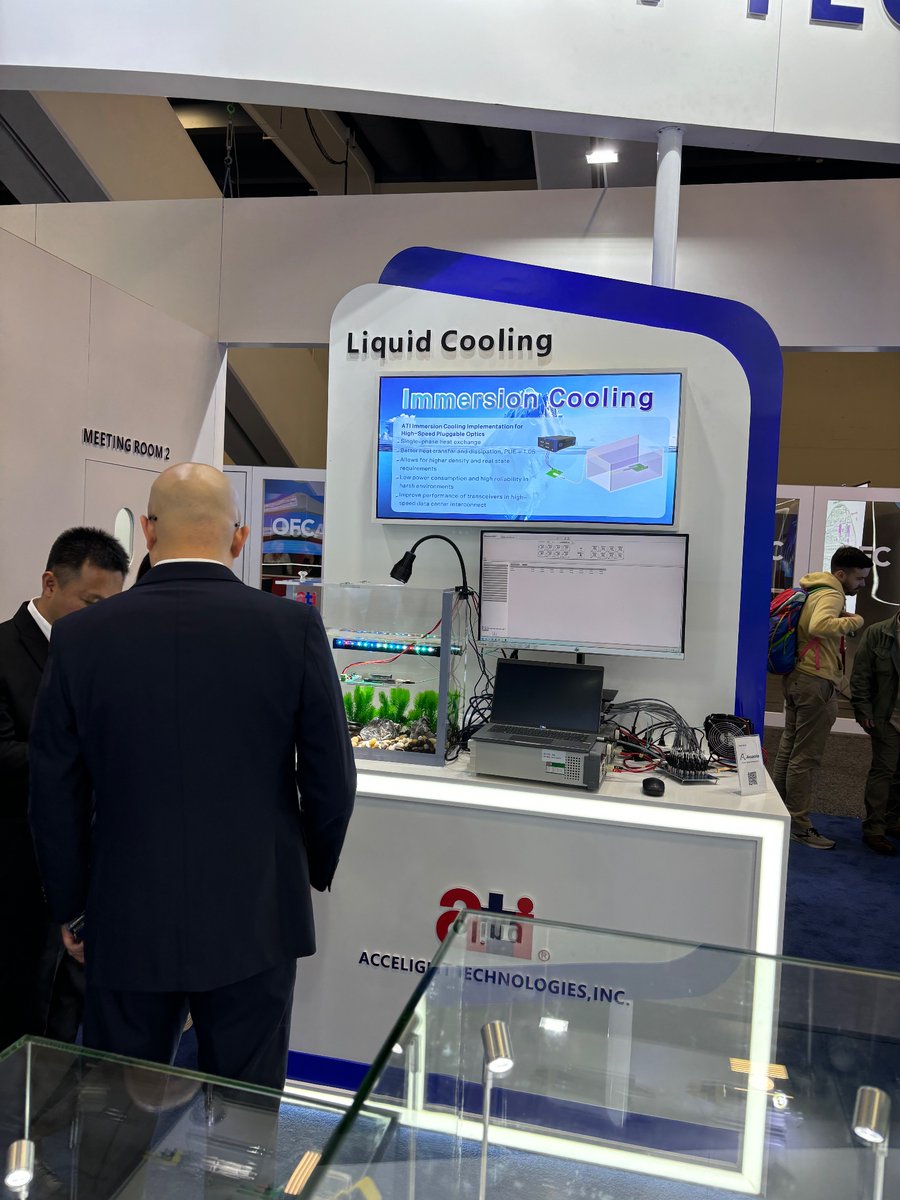 Liquid Cooling
Immersion Cooling
ATI Immersion Cooling implementation for
High-Speed Pluggable Optics
Single-phase heat exchange
Better heat transfer and dissipation, PUE = 1.05
Allows for higher density and real state
requirements
Low power consumption and high reliability in
harsh environments
Improve performance of transceivers in high-
speed data center interconnect
MEETING ROOM 2
OFC
ati
®
ACCELIGHT TECHNOLOGIES,INC.